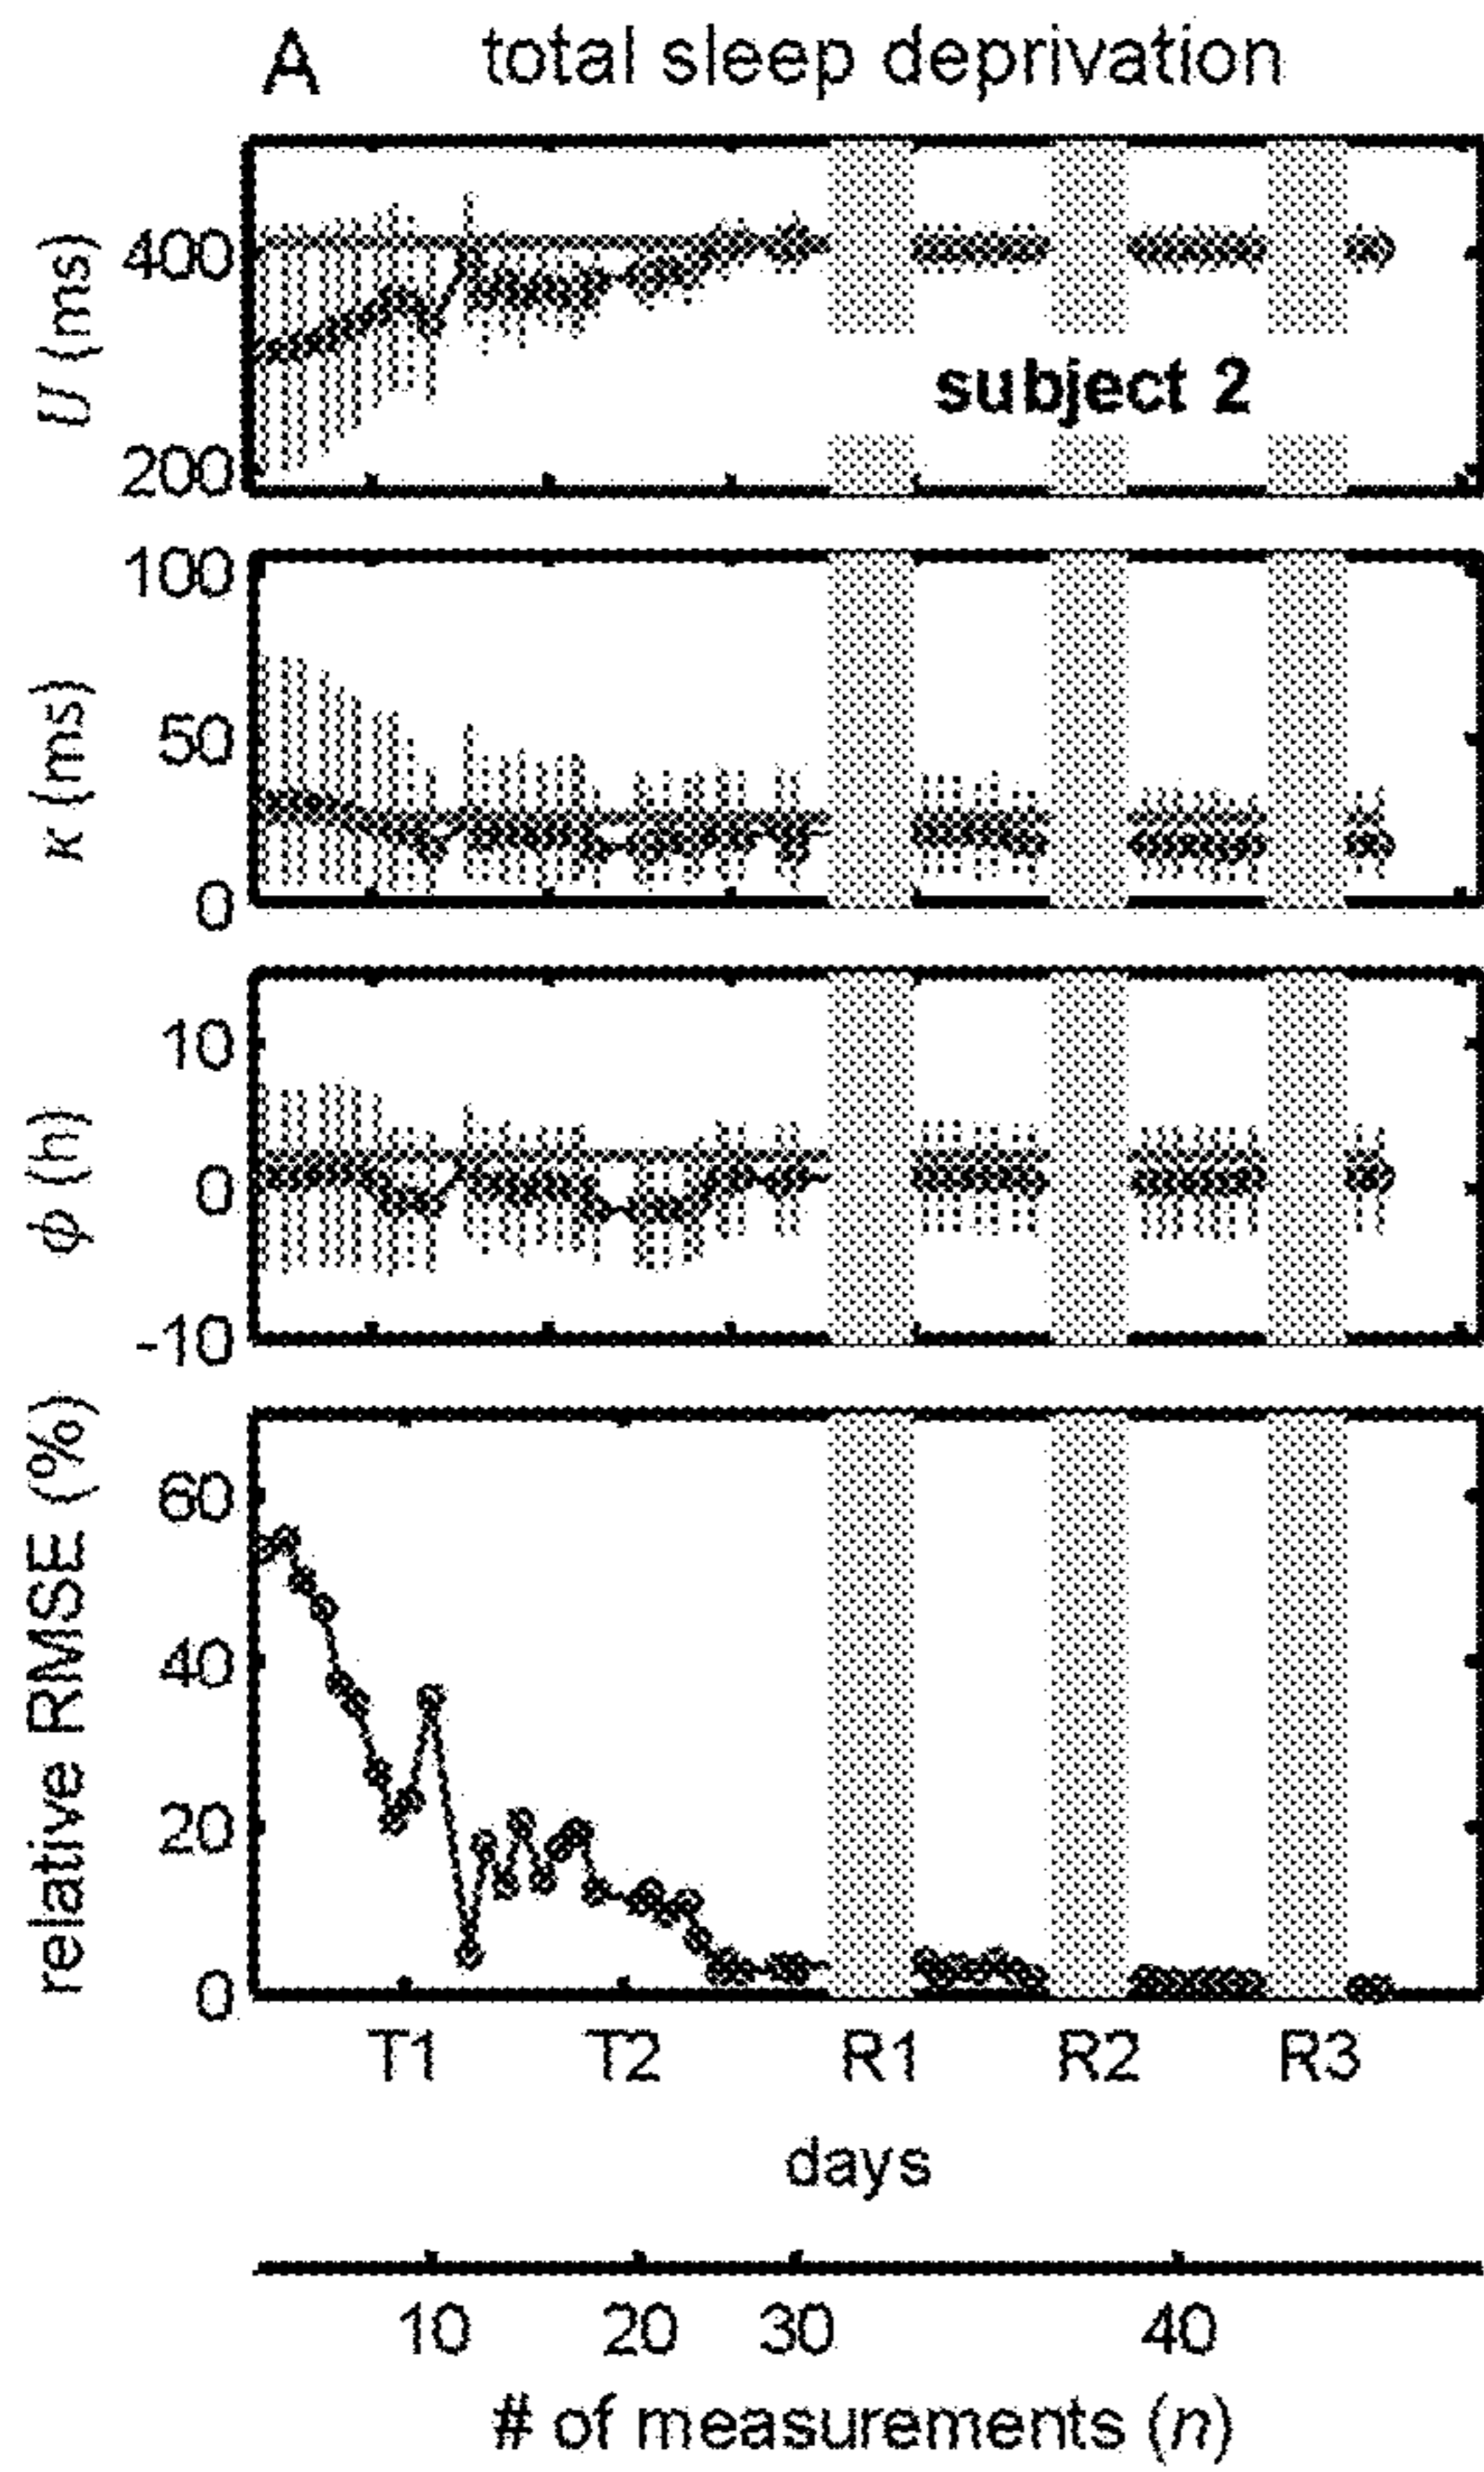 A total sleep deprivation
U (ms)
400
200
subject 2
κ (ms)
100
50
0
ϕ (h)
10
0
-10
relative RMSE (%)
60
40
20
0
T1 T2 R1 R2 R3
days
10 20 30 40
# of measurements (n)